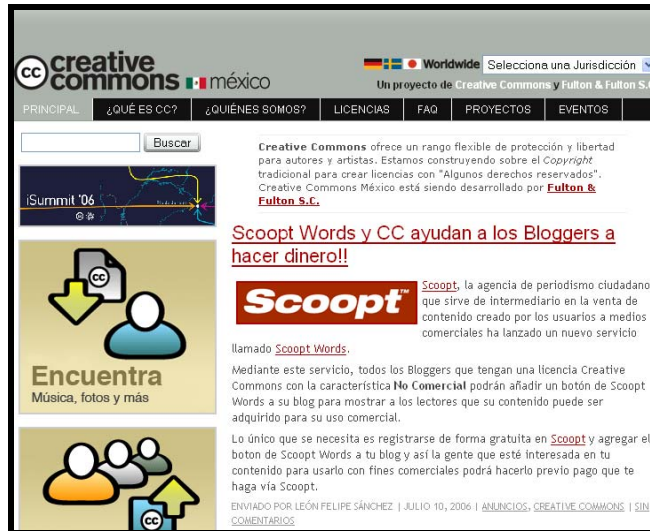 cc creative
commons méxico
Worldwide Selecciona una Jurisdicción
Un proyecto de Creative Commons y Fulton & Fulton S.C.
PRINCIPAL ¿QUÉ ES CC? ¿QUIÉNES SOMOS? LICENCIAS FAQ PROYECTOS EVENTOS
Buscar
iSummit '06
cc
Encuentra
Música, fotos y más
cc
Creative Commons ofrece un rango flexible de protección y libertad
para autores y artistas. Estamos construyendo sobre el Copyright
tradicional para crear licencias con "Algunos derechos reservados".
Creative Commons México está siendo desarrollado por Fulton &
Fulton S.C.
Scoopt Words y CC ayudan a los Bloggers a
hacer dinero!!
Scoopt™
Scoopt, la agencia de periodismo ciudadano
que sirve de intermediario en la venta de
contenido creado por los usuarios a medios
comerciales ha lanzado un nuevo servicio
llamado Scoopt Words.
Mediante este servicio, todos los Bloggers que tengan una licencia Creative
Commons con la característica No Comercial podrán añadir un botón de Scoopt
Words a su blog para mostrar a los lectores que su contenido puede ser
adquirido para su uso comercial.
Lo único que se necesita es registrarse de forma gratuita en Scoopt y agregar el
boton de Scoopt Words a tu blog y así la gente que esté interesada en tu
contenido para usarlo con fines comerciales podrá hacerlo previo pago que te
haga vía Scoopt.
ENVIADO POR LEÓN FELIPE SÁNCHEZ | JULIO 10, 2006 | ANUNCIOS, CREATIVE COMMONS | SIN
COMENTARIOS